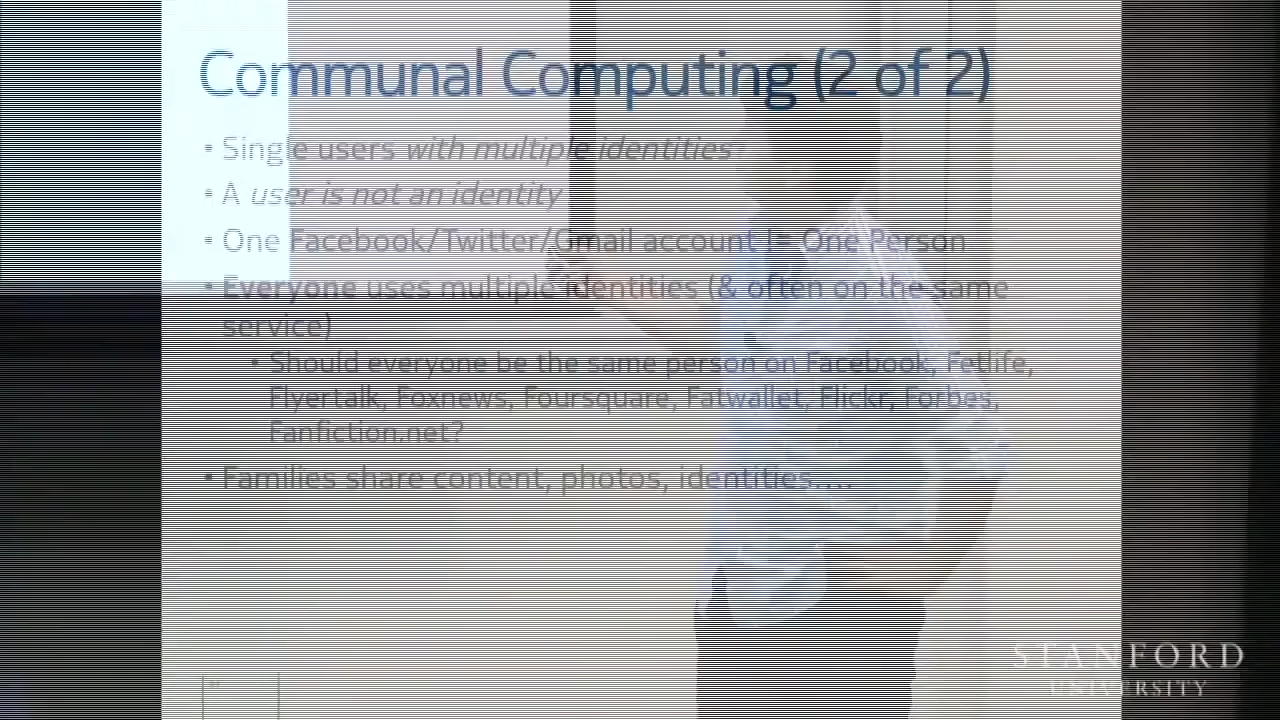 Communal Computing (2 of 2)
• Single users with multiple identities
• A user is not an identity
• One Facebook/Twitter/Gmail account != One Person
• Everyone uses multiple identities (& often on the same
service)
• Should everyone be the same person on Facebook, Fetlife,
Flyertalk, Foxnews, Foursquare, Fatwallet, Flickr, Forbes,
Fanfiction.net?
• Families share content, photos, identities….
STANFORD
UNIVERSITY